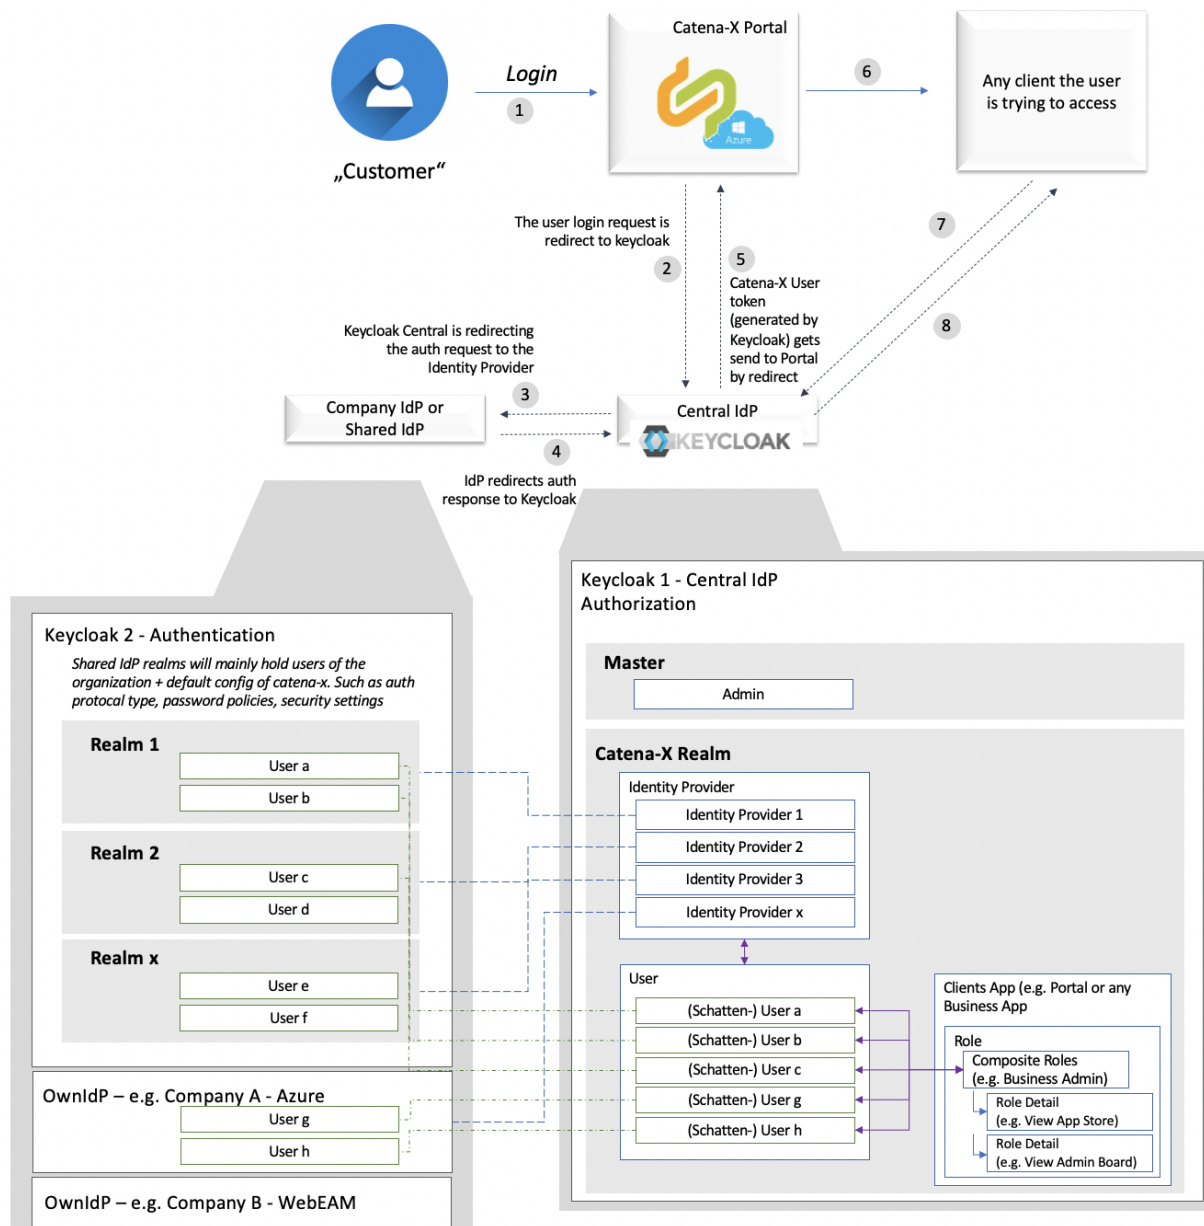 Catena-X Portal
Login
1
6
Azure
Any client the user
is trying to access
„Customer“
The user login request is
redirect to keycloak
2
5
7
Catena-X User
token
(generated by
Keycloak) gets
send to Portal
by redirect
8
Keycloak Central is redirecting
the auth request to the
Identity Provider
3
Company IdP or
Shared IdP
Central IdP
KEYCLOAK
4
IdP redirects auth
response to Keycloak
Keycloak 2 - Authentication
Shared IdP realms will mainly hold users of the
organization + default config of catena-x. Such as auth
protocal type, password policies, security settings
Realm 1
User a
User b
Realm 2
User c
User d
Realm x
User e
User f
OwnIdP – e.g. Company A - Azure
User g
User h
OwnIdP – e.g. Company B - WebEAM
Keycloak 1 - Central IdP
Authorization
Master
Admin
Catena-X Realm
Identity Provider
Identity Provider 1
Identity Provider 2
Identity Provider 3
Identity Provider x
User
(Schatten-) User a
(Schatten-) User b
(Schatten-) User c
(Schatten-) User g
(Schatten-) User h
Clients App (e.g. Portal or any
Business App
Role
Composite Roles
(e.g. Business Admin)
Role Detail
(e.g. View App Store)
Role Detail
(e.g. View Admin Board)